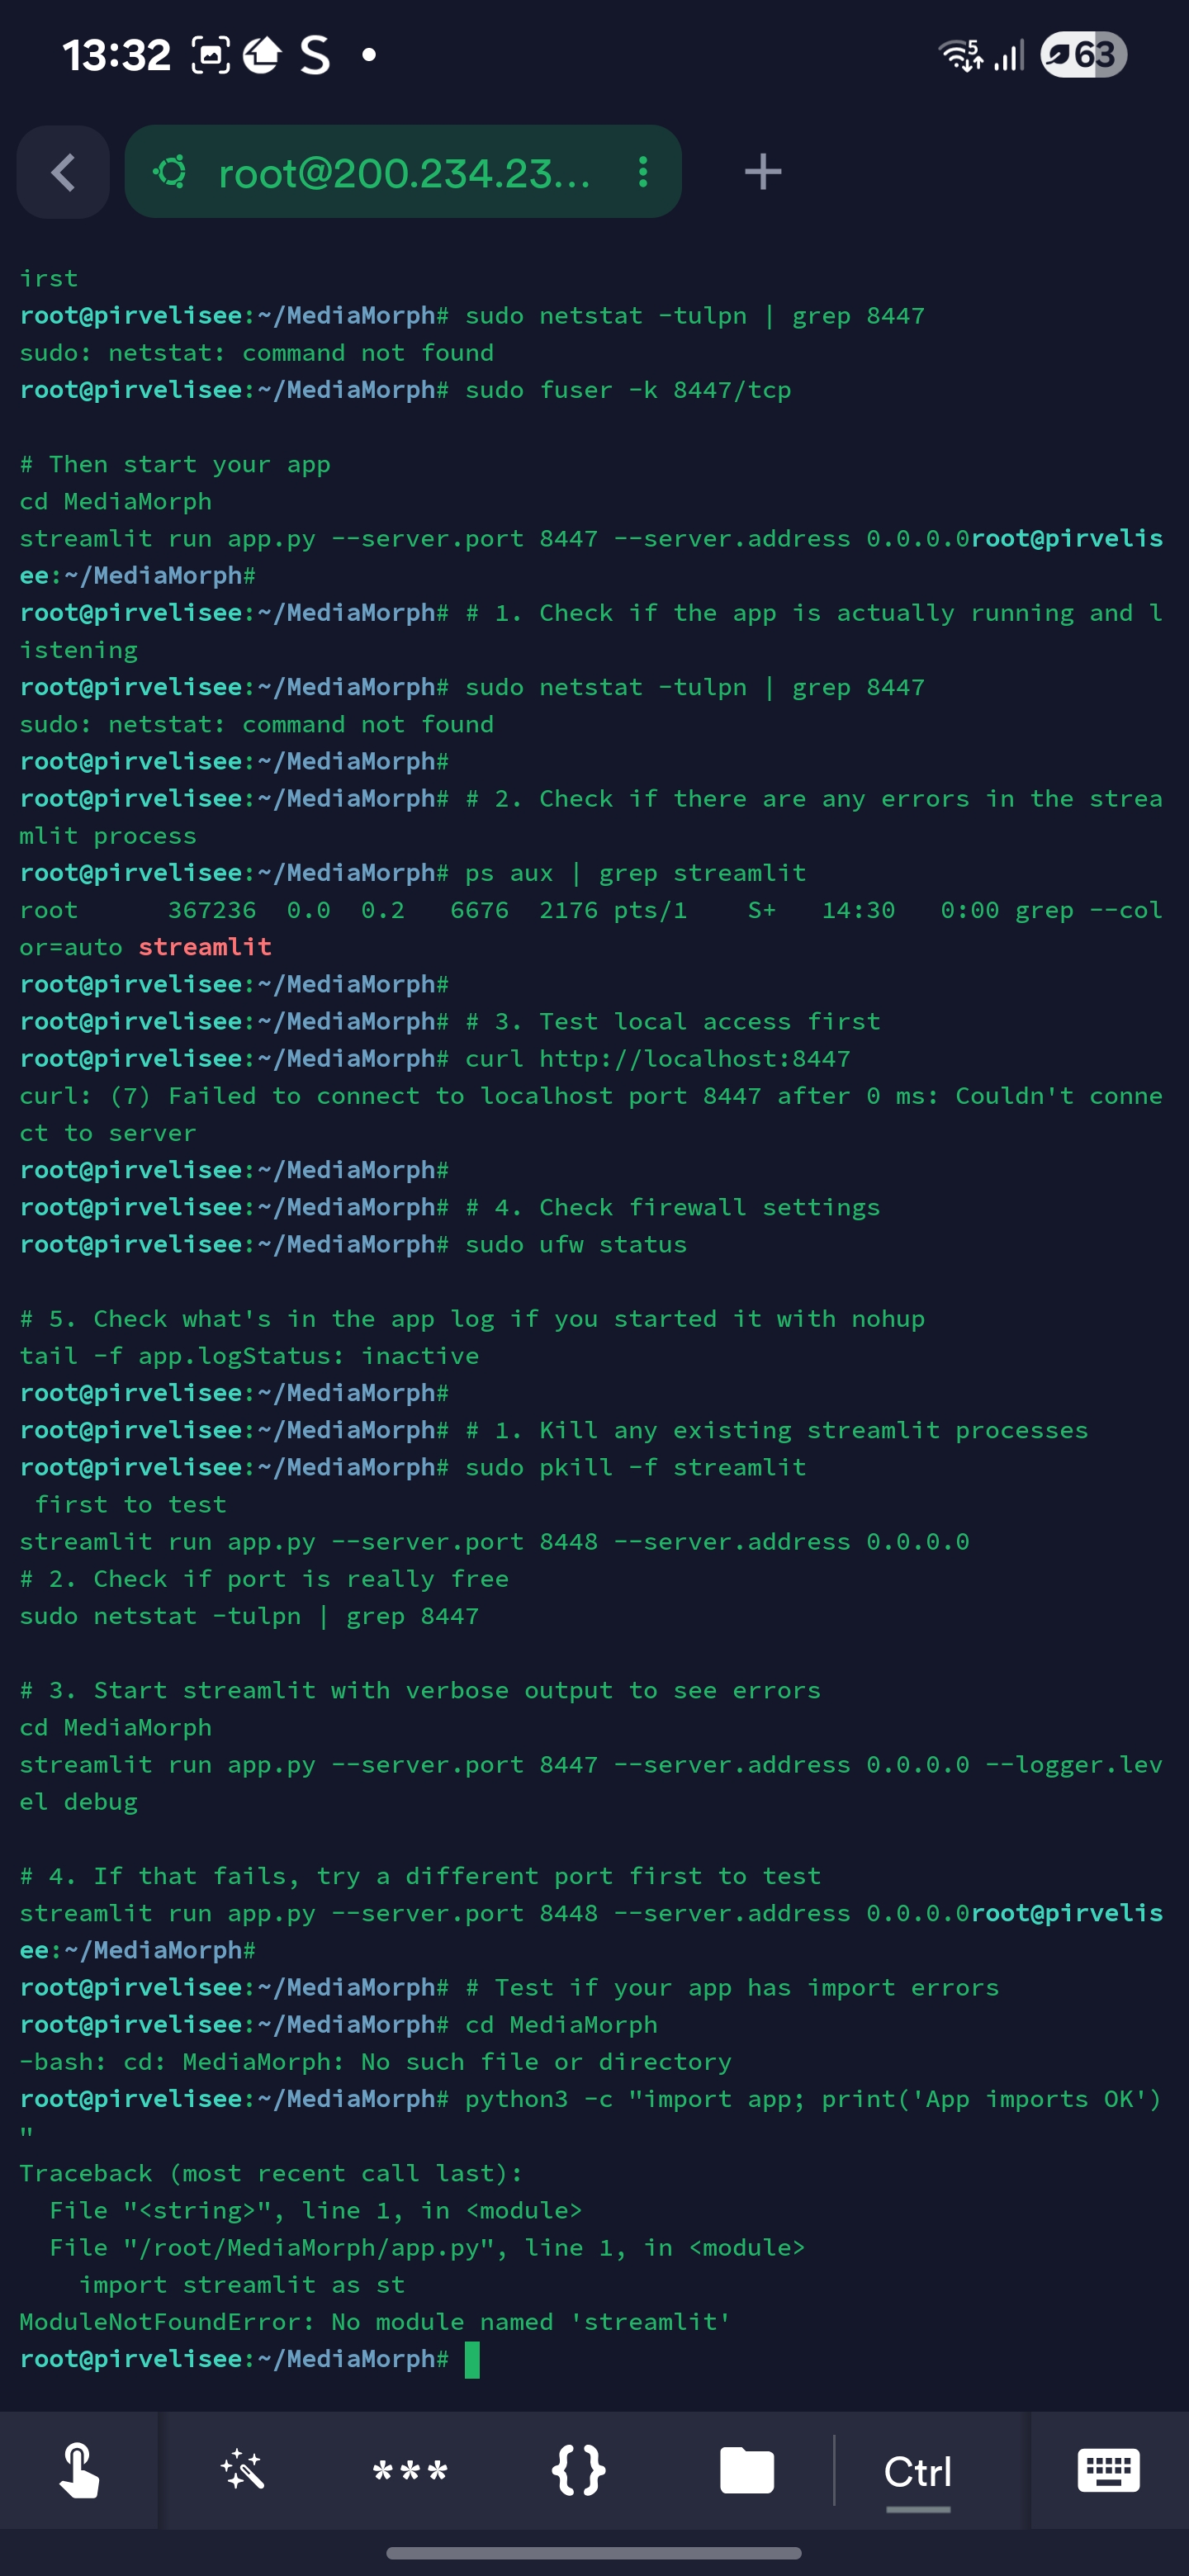 13:32 S 5 63
root@200.234.23...
irst
root@pirvelisee:~/MediaMorph# sudo netstat -tulpn | grep 8447
sudo: netstat: command not found
root@pirvelisee:~/MediaMorph# sudo fuser -k 8447/tcp
# Then start your app
cd MediaMorph
streamlit run app.py --server.port 8447 --server.address 0.0.0.0root@pirvelis
ee:~/MediaMorph#
root@pirvelisee:~/MediaMorph# # 1. Check if the app is actually running and l
istening
root@pirvelisee:~/MediaMorph# sudo netstat -tulpn | grep 8447
sudo: netstat: command not found
root@pirvelisee:~/MediaMorph#
root@pirvelisee:~/MediaMorph# # 2. Check if there are any errors in the strea
mlit process
root@pirvelisee:~/MediaMorph# ps aux | grep streamlit
root      367236  0.0  0.2   6676  2176 pts/1    S+   14:30   0:00 grep --col
or=auto streamlit
root@pirvelisee:~/MediaMorph#
root@pirvelisee:~/MediaMorph# # 3. Test local access first
root@pirvelisee:~/MediaMorph# curl http://localhost:8447
curl: (7) Failed to connect to localhost port 8447 after 0 ms: Couldn't conne
ct to server
root@pirvelisee:~/MediaMorph#
root@pirvelisee:~/MediaMorph# # 4. Check firewall settings
root@pirvelisee:~/MediaMorph# sudo ufw status
# 5. Check what's in the app log if you started it with nohup
tail -f app.logStatus: inactive
root@pirvelisee:~/MediaMorph#
root@pirvelisee:~/MediaMorph# # 1. Kill any existing streamlit processes
root@pirvelisee:~/MediaMorph# sudo pkill -f streamlit
 first to test
streamlit run app.py --server.port 8448 --server.address 0.0.0.0
# 2. Check if port is really free
sudo netstat -tulpn | grep 8447
# 3. Start streamlit with verbose output to see errors
cd MediaMorph
streamlit run app.py --server.port 8447 --server.address 0.0.0.0 --logger.lev
el debug
# 4. If that fails, try a different port first to test
streamlit run app.py --server.port 8448 --server.address 0.0.0.0root@pirvelis
ee:~/MediaMorph#
root@pirvelisee:~/MediaMorph# # Test if your app has import errors
root@pirvelisee:~/MediaMorph# cd MediaMorph
-bash: cd: MediaMorph: No such file or directory
root@pirvelisee:~/MediaMorph# python3 -c "import app; print('App imports OK')
"
Traceback (most recent call last):
  File "<string>", line 1, in <module>
  File "/root/MediaMorph/app.py", line 1, in <module>
    import streamlit as st
ModuleNotFoundError: No module named 'streamlit'
root@pirvelisee:~/MediaMorph#
*** {} Ctrl